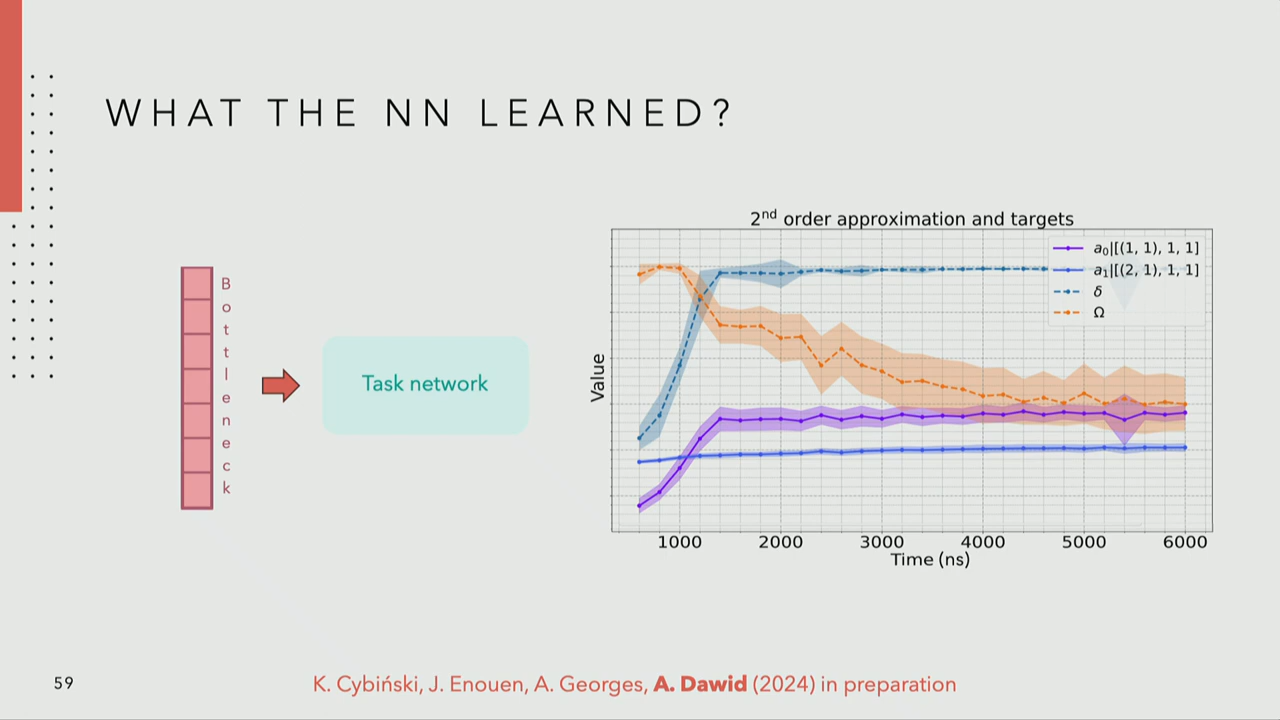 WHAT THE NN LEARNED?
Bottleneck
Task network
2nd order approximation and targets
a0|[(1, 1), 1, 1]
a1|[(2, 1), 1, 1]
δ
Ω
Value
1000 2000 3000 4000 5000 6000
Time (ns)
59
K. Cybiński, J. Enouen, A. Georges, A. Dawid (2024) in preparation